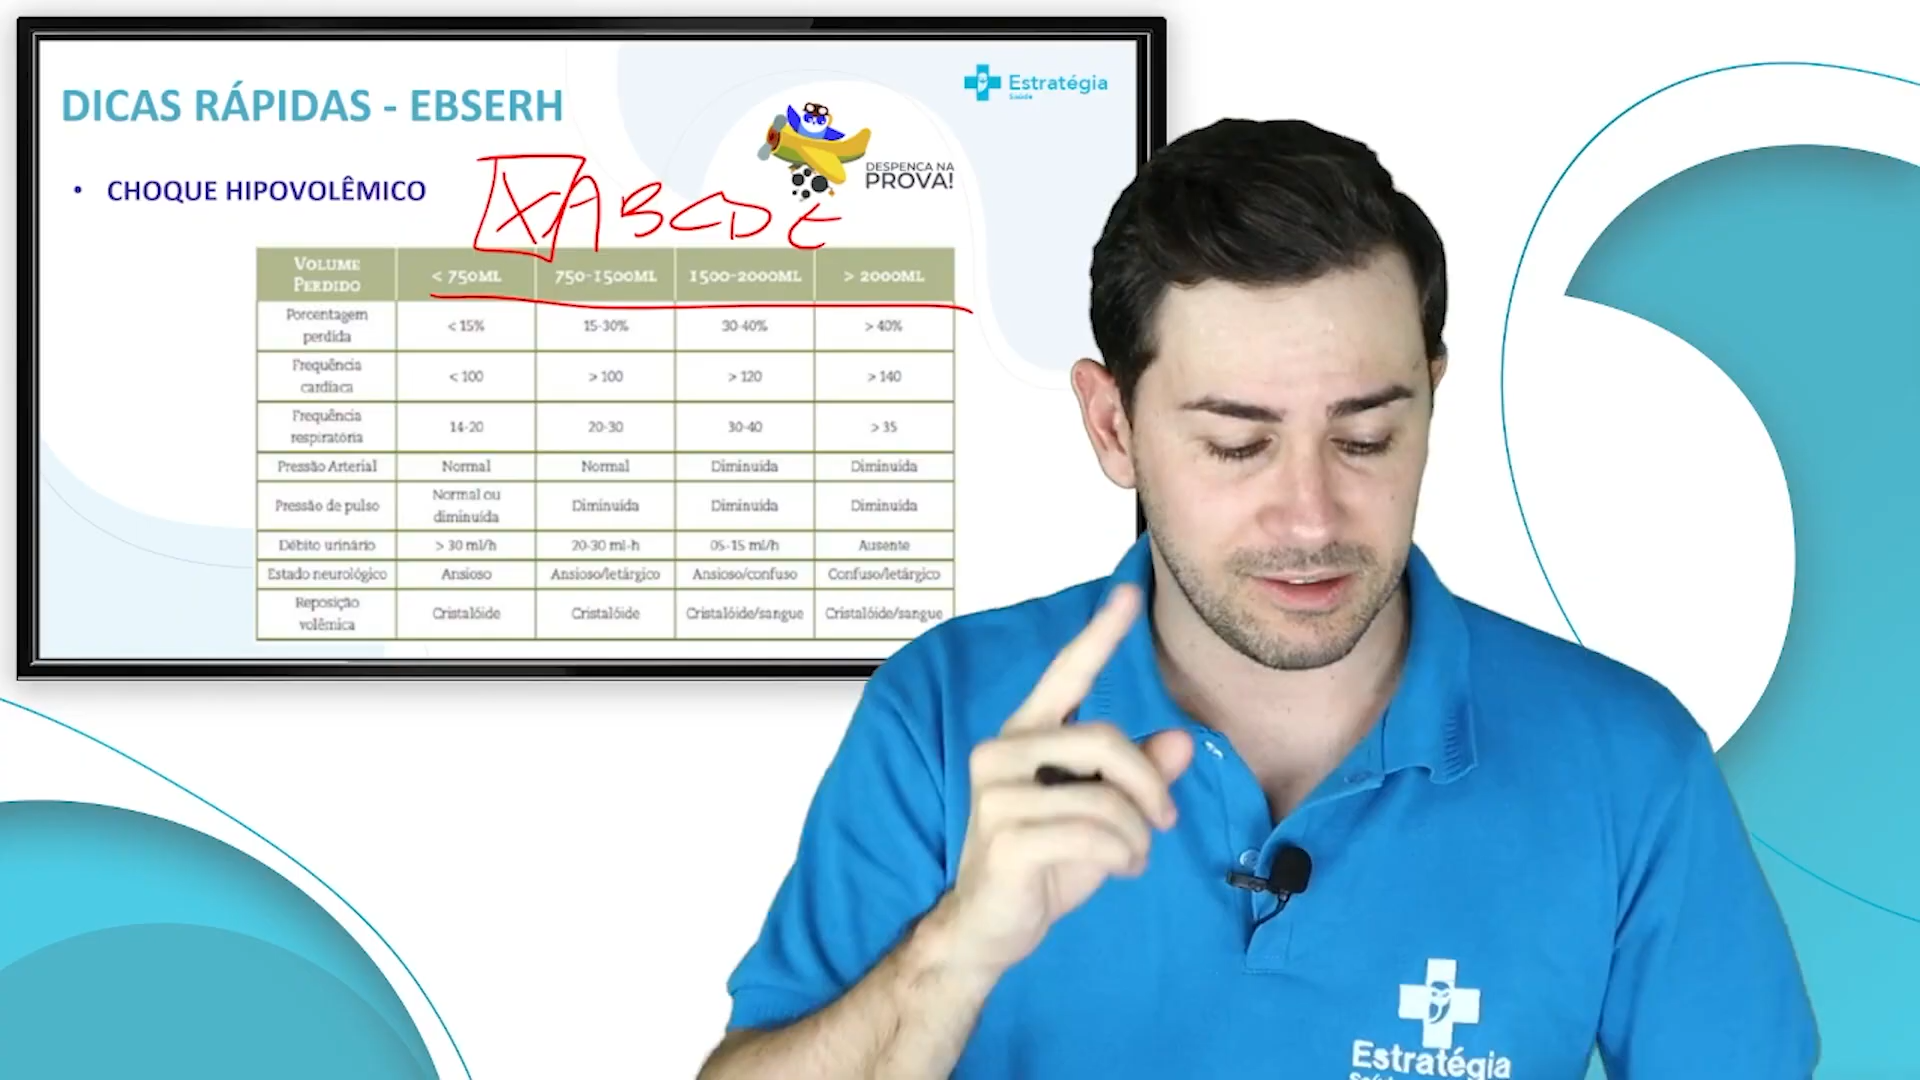 DICAS RÁPIDAS - EBSERH
Estratégia
Saúde
DESPENCA NA
PROVA!
• CHOQUE HIPOVOLÊMICO
XABCDE
VOLUME PERDIDO < 750ML 750-1500ML 1500-2000ML > 2000ML
Porcentagem perdida < 15% 15-30% 30-40% > 40%
Frequência cardíaca < 100 > 100 > 120 > 140
Frequência respiratória 14-20 20-30 30-40 > 35
Pressão Arterial Normal Normal Diminuída Diminuída
Pressão de pulso Normal ou diminuída Diminuída Diminuída Diminuída
Débito urinário > 30 ml/h 20-30 ml-h 05-15 ml/h Ausente
Estado neurológico Ansioso Ansioso/letárgico Ansioso/confuso Confuso/letárgico
Reposição volêmica Cristalóide Cristalóide Cristalóide/sangue Cristalóide/sangue
Estratégia